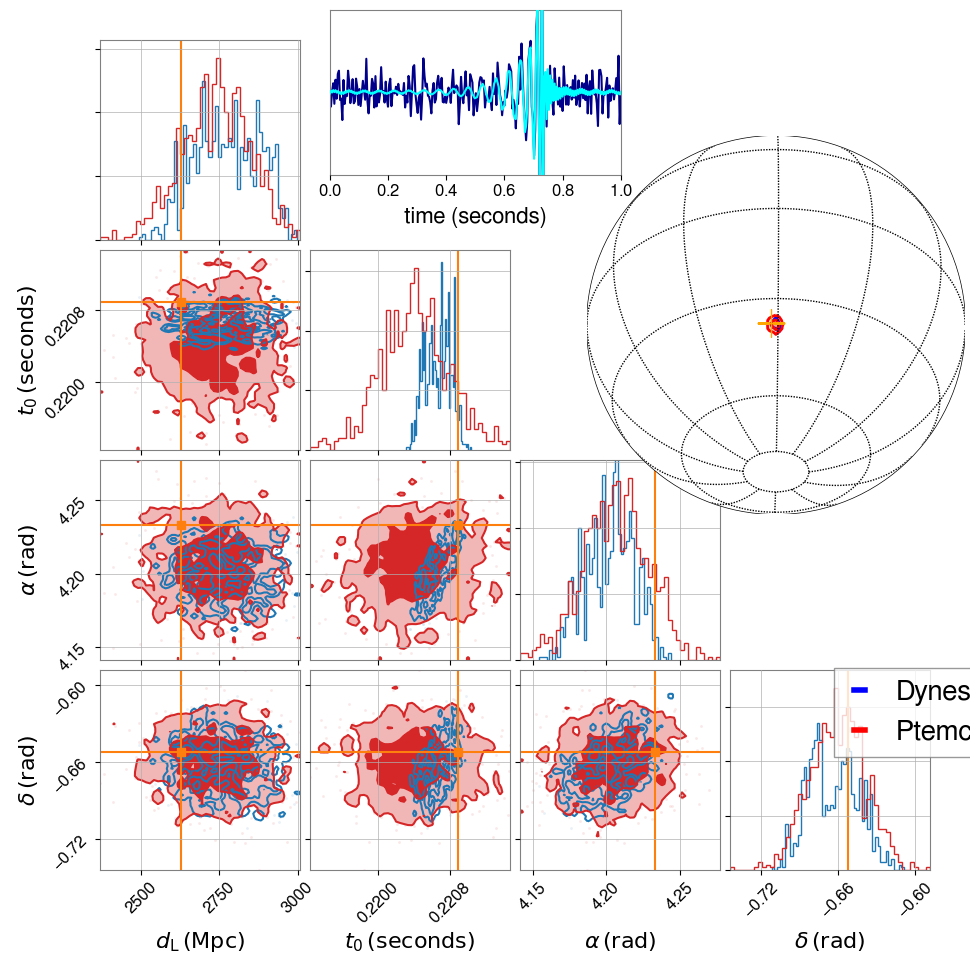 0.0 0.2 0.4 0.6 0.8 1.0
time (seconds)
t₀ (seconds)
0.2208
0.2200
α (rad)
4.25
4.20
4.15
δ (rad)
−0.60
−0.66
−0.72
Dynes
Ptemc
2500 2750 3000
0.2200 0.2208
4.15 4.20 4.25
−0.72 −0.66 −0.60
d_L (Mpc)
t₀ (seconds)
α (rad)
δ (rad)